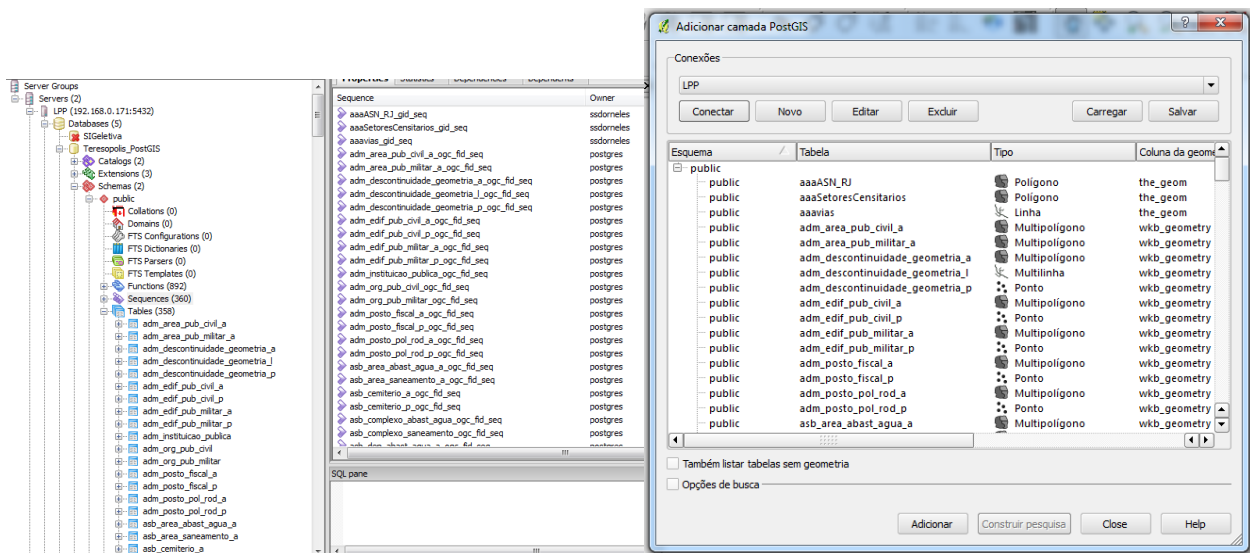 Server Groups
Servers (2)
LPP (192.168.0.171:5432)
Databases (5)
SIGeletiva
Teresopolis_PostGIS
Catalogs (2)
Extensions (3)
Schemas (2)
public
Collations (0)
Domains (0)
FTS Configurations (0)
FTS Dictionaries (0)
FTS Parsers (0)
FTS Templates (0)
Functions (892)
Sequences (360)
Tables (358)
adm_area_pub_civil_a
adm_area_pub_militar_a
adm_descontinuidade_geometria_a
adm_descontinuidade_geometria_l
adm_descontinuidade_geometria_p
adm_edif_pub_civil_a
adm_edif_pub_civil_p
adm_edif_pub_militar_a
adm_edif_pub_militar_p
adm_instituicao_publica
adm_org_pub_civil
adm_org_pub_militar
adm_posto_fiscal_a
adm_posto_fiscal_p
adm_posto_pol_rod_a
adm_posto_pol_rod_p
asb_area_abast_agua_a
asb_area_saneamento_a
asb_cemiterio_a
Properties Statistics Dependencies Dependents
Sequence Owner
aaaASN_RJ_gid_seq ssdorneles
aaaSetoresCensitarios_gid_seq ssdorneles
aaavias_gid_seq ssdorneles
adm_area_pub_civil_a_ogc_fid_seq postgres
adm_area_pub_militar_a_ogc_fid_seq postgres
adm_descontinuidade_geometria_a_ogc_fid_seq postgres
adm_descontinuidade_geometria_l_ogc_fid_seq postgres
adm_descontinuidade_geometria_p_ogc_fid_seq postgres
adm_edif_pub_civil_a_ogc_fid_seq postgres
adm_edif_pub_civil_p_ogc_fid_seq postgres
adm_edif_pub_militar_a_ogc_fid_seq postgres
adm_edif_pub_militar_p_ogc_fid_seq postgres
adm_instituicao_publica_ogc_fid_seq postgres
adm_org_pub_civil_ogc_fid_seq postgres
adm_org_pub_militar_ogc_fid_seq postgres
adm_posto_fiscal_a_ogc_fid_seq postgres
adm_posto_fiscal_p_ogc_fid_seq postgres
adm_posto_pol_rod_a_ogc_fid_seq postgres
adm_posto_pol_rod_p_ogc_fid_seq postgres
asb_area_abast_agua_a_ogc_fid_seq postgres
asb_area_saneamento_a_ogc_fid_seq postgres
asb_cemiterio_a_ogc_fid_seq postgres
asb_cemiterio_p_ogc_fid_seq postgres
asb_complexo_abast_agua_ogc_fid_seq postgres
asb_complexo_saneamento_ogc_fid_seq postgres
asb_dep_abast_agua_a_ogc_fid_seq postgres
SQL pane
Adicionar camada PostGIS
Conexões
LPP
Conectar Novo Editar Excluir Carregar Salvar
Esquema Tabela Tipo Coluna da geome
public
public aaaASN_RJ Polígono the_geom
public aaaSetoresCensitarios Polígono the_geom
public aaavias Linha the_geom
public adm_area_pub_civil_a Multipolígono wkb_geometry
public adm_area_pub_militar_a Multipolígono wkb_geometry
public adm_descontinuidade_geometria_a Multipolígono wkb_geometry
public adm_descontinuidade_geometria_l Multilinha wkb_geometry
public adm_descontinuidade_geometria_p Ponto wkb_geometry
public adm_edif_pub_civil_a Multipolígono wkb_geometry
public adm_edif_pub_civil_p Ponto wkb_geometry
public adm_edif_pub_militar_a Multipolígono wkb_geometry
public adm_edif_pub_militar_p Ponto wkb_geometry
public adm_posto_fiscal_a Multipolígono wkb_geometry
public adm_posto_fiscal_p Ponto wkb_geometry
public adm_posto_pol_rod_a Multipolígono wkb_geometry
public adm_posto_pol_rod_p Ponto wkb_geometry
public asb_area_abast_agua_a Multipolígono wkb_geometry
Também listar tabelas sem geometria
Opções de busca
Adicionar Construir pesquisa Close Help